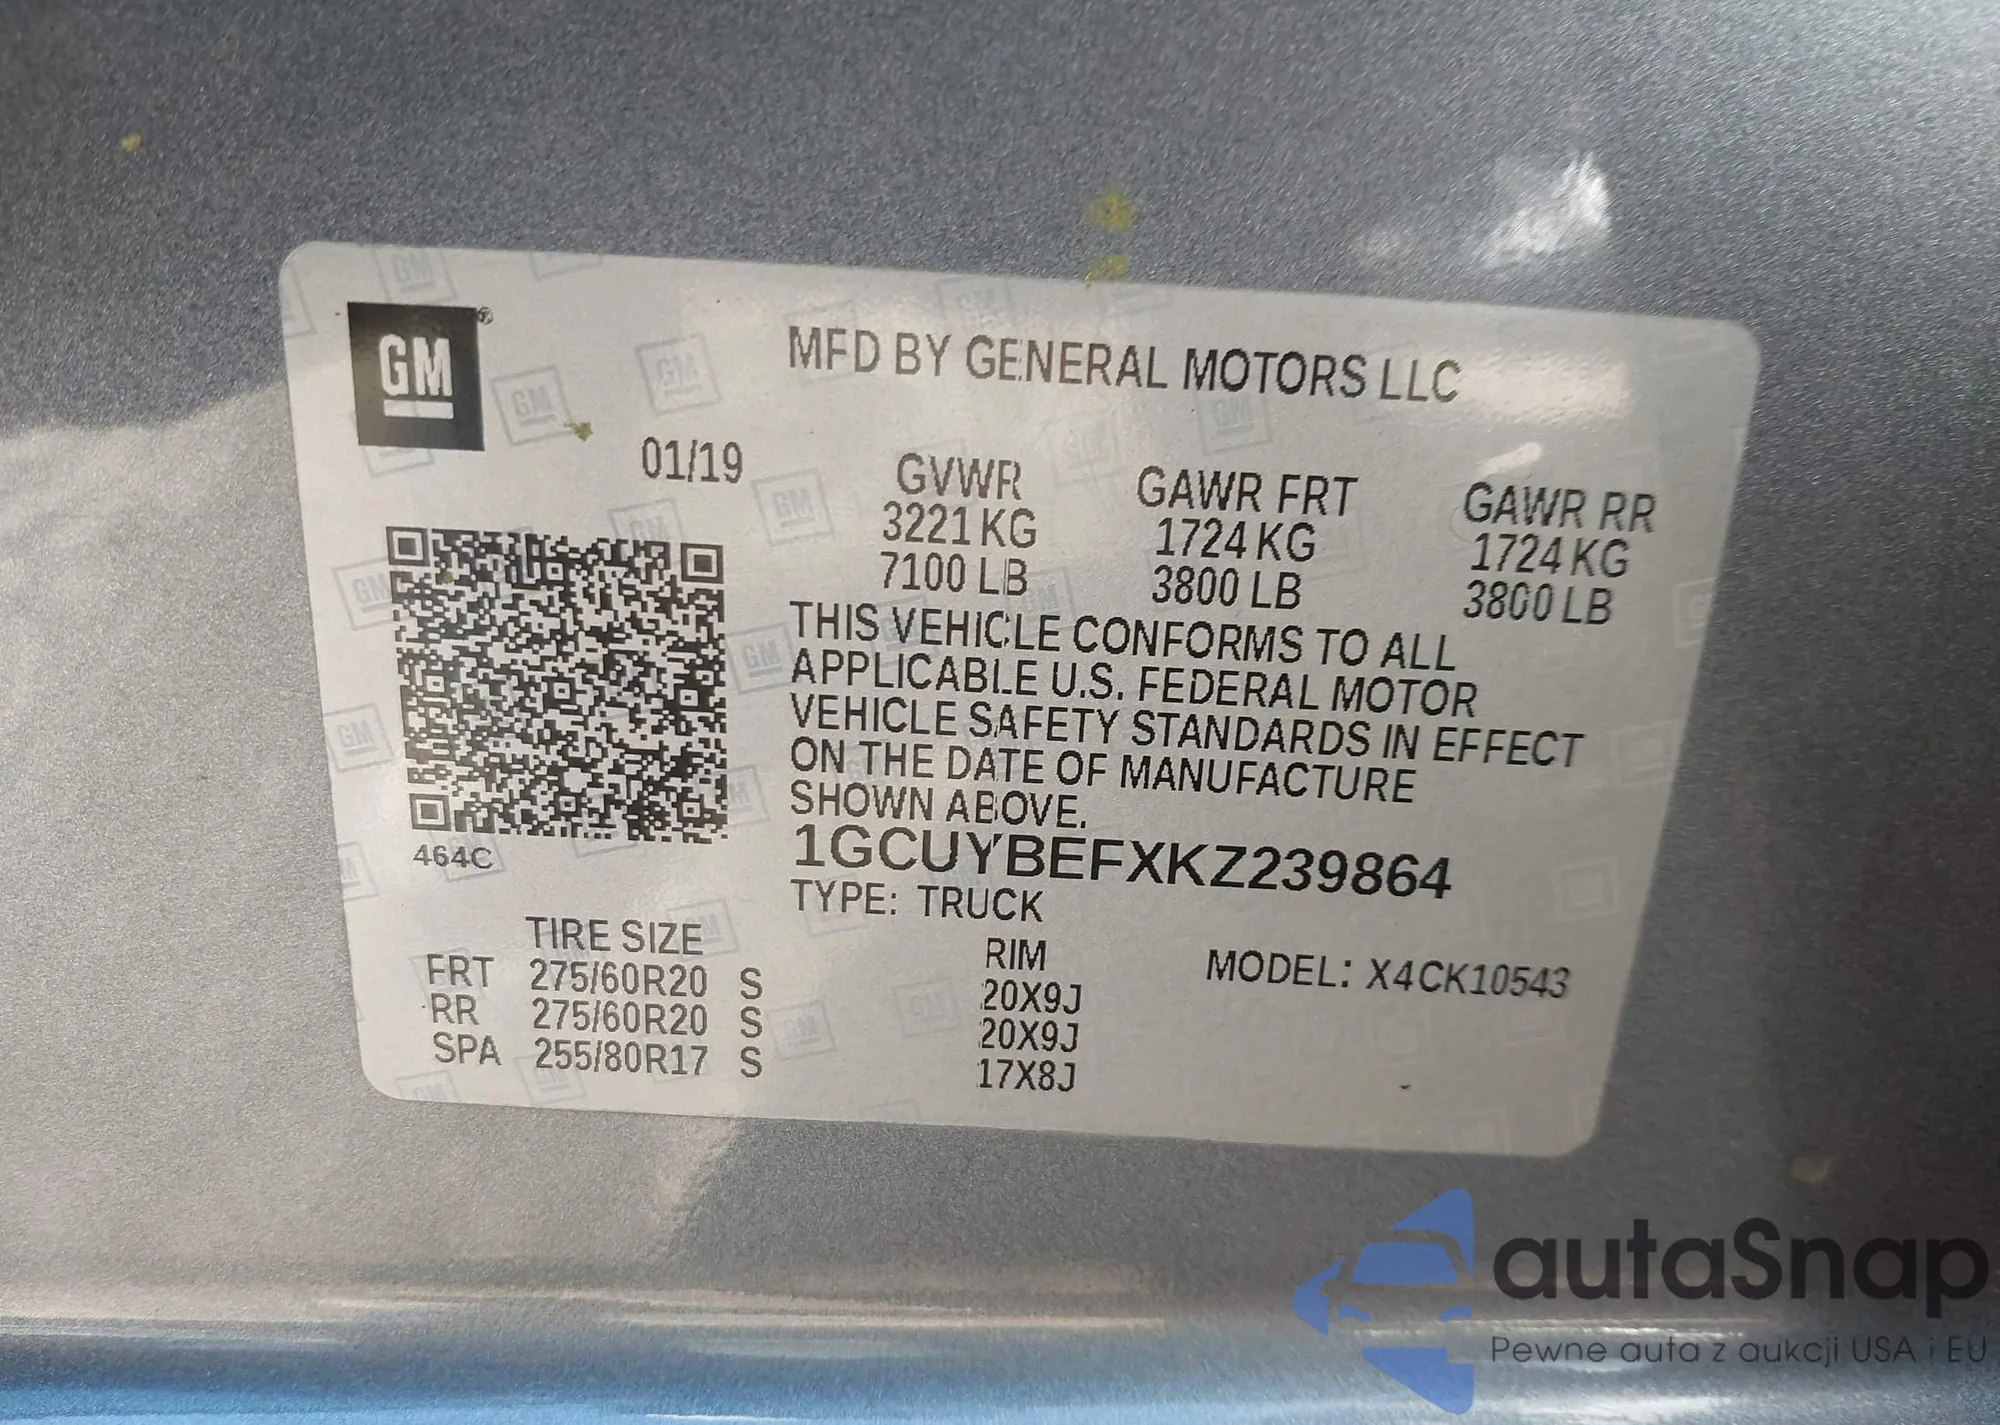 GM
MFD BY GENERAL MOTORS LLC
01/19
GVWR GAWR FRT GAWR RR
3221 KG 1724 KG 1724 KG
7100 LB 3800 LB 3800 LB
THIS VEHICLE CONFORMS TO ALL
APPLICABLE U.S. FEDERAL MOTOR
VEHICLE SAFETY STANDARDS IN EFFECT
ON THE DATE OF MANUFACTURE
SHOWN ABOVE.
464C
1GCUYBEFXKZ239864
TYPE: TRUCK
TIRE SIZE RIM MODEL: X4CK10543
FRT 275/60R20 S 20X9J
RR 275/60R20 S 20X9J
SPA 255/80R17 S 17X8J
autaSnap
Pewne auta z aukcji USA i EU